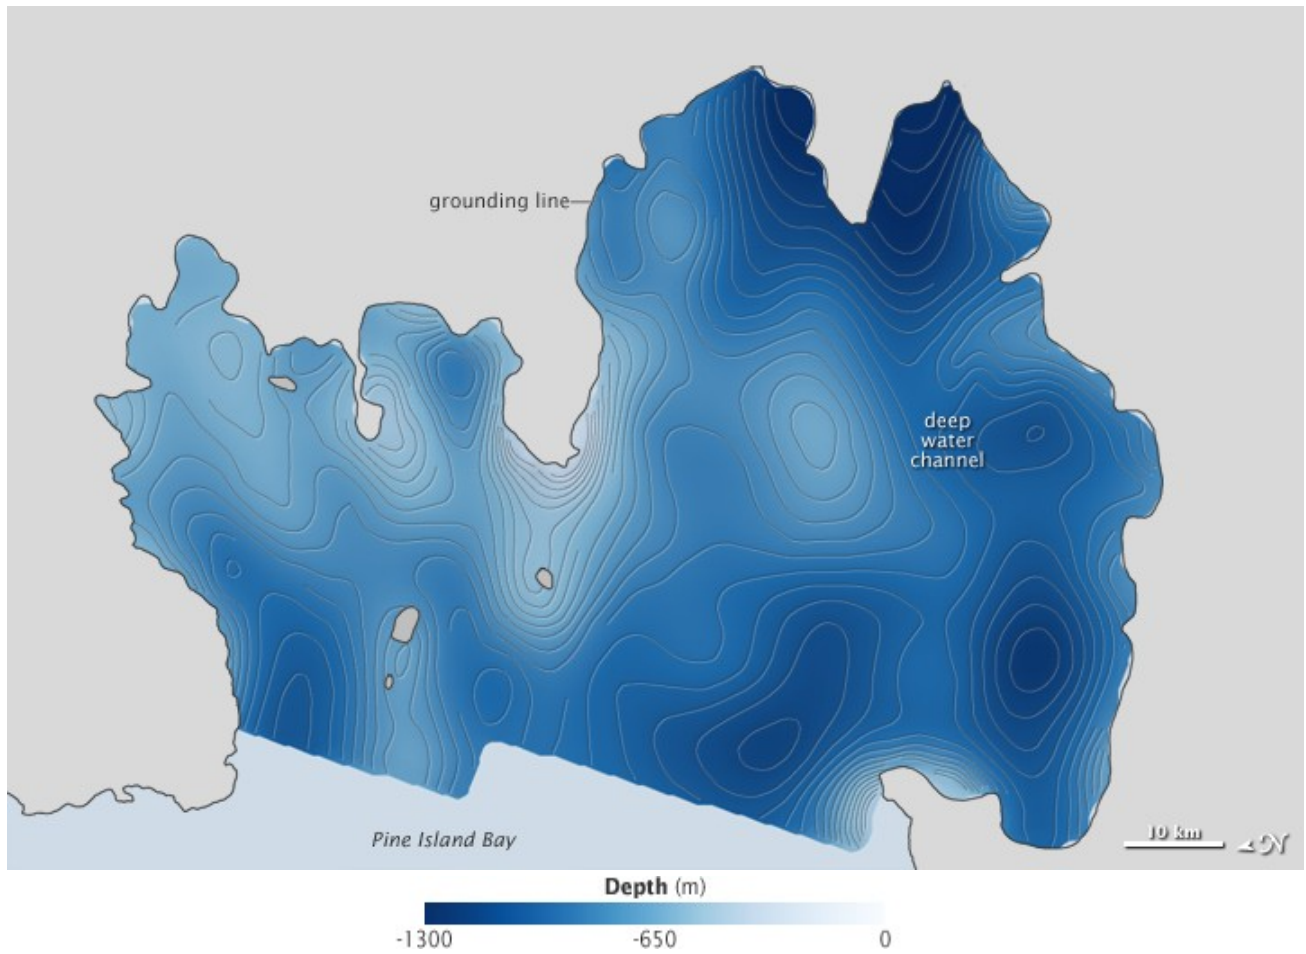 grounding line
deep
water
channel
Pine Island Bay
10 km
N
Depth (m)
-1300
-650
0